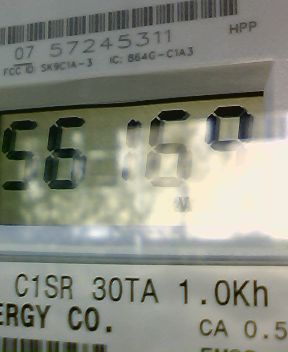 HPP
07 57245311
FCC ID: SK9C1A-3 IC: 864G-C1A3
C1SR 30TA 1.0Kh
ERGY CO.
CA 0.5